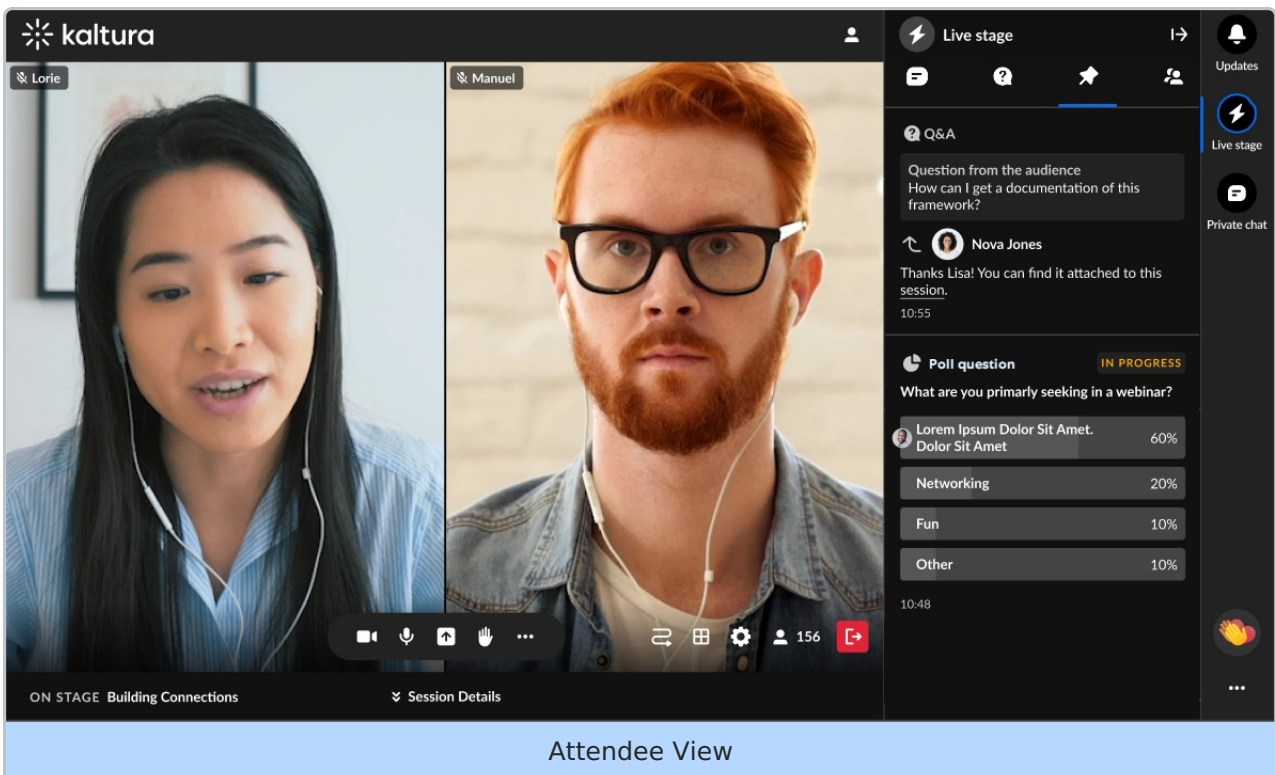 kaltura
Lorie
Manuel
156
ON STAGE Building Connections
Session Details
Live stage
Q&A
Question from the audience
How can I get a documentation of this
framework?
Nova Jones
Thanks Lisa! You can find it attached to this
session.
10:55
Poll question IN PROGRESS
What are you primarly seeking in a webinar?
Lorem Ipsum Dolor Sit Amet.
Dolor Sit Amet 60%
Networking 20%
Fun 10%
Other 10%
10:48
Updates
Live stage
Private chat
Attendee View